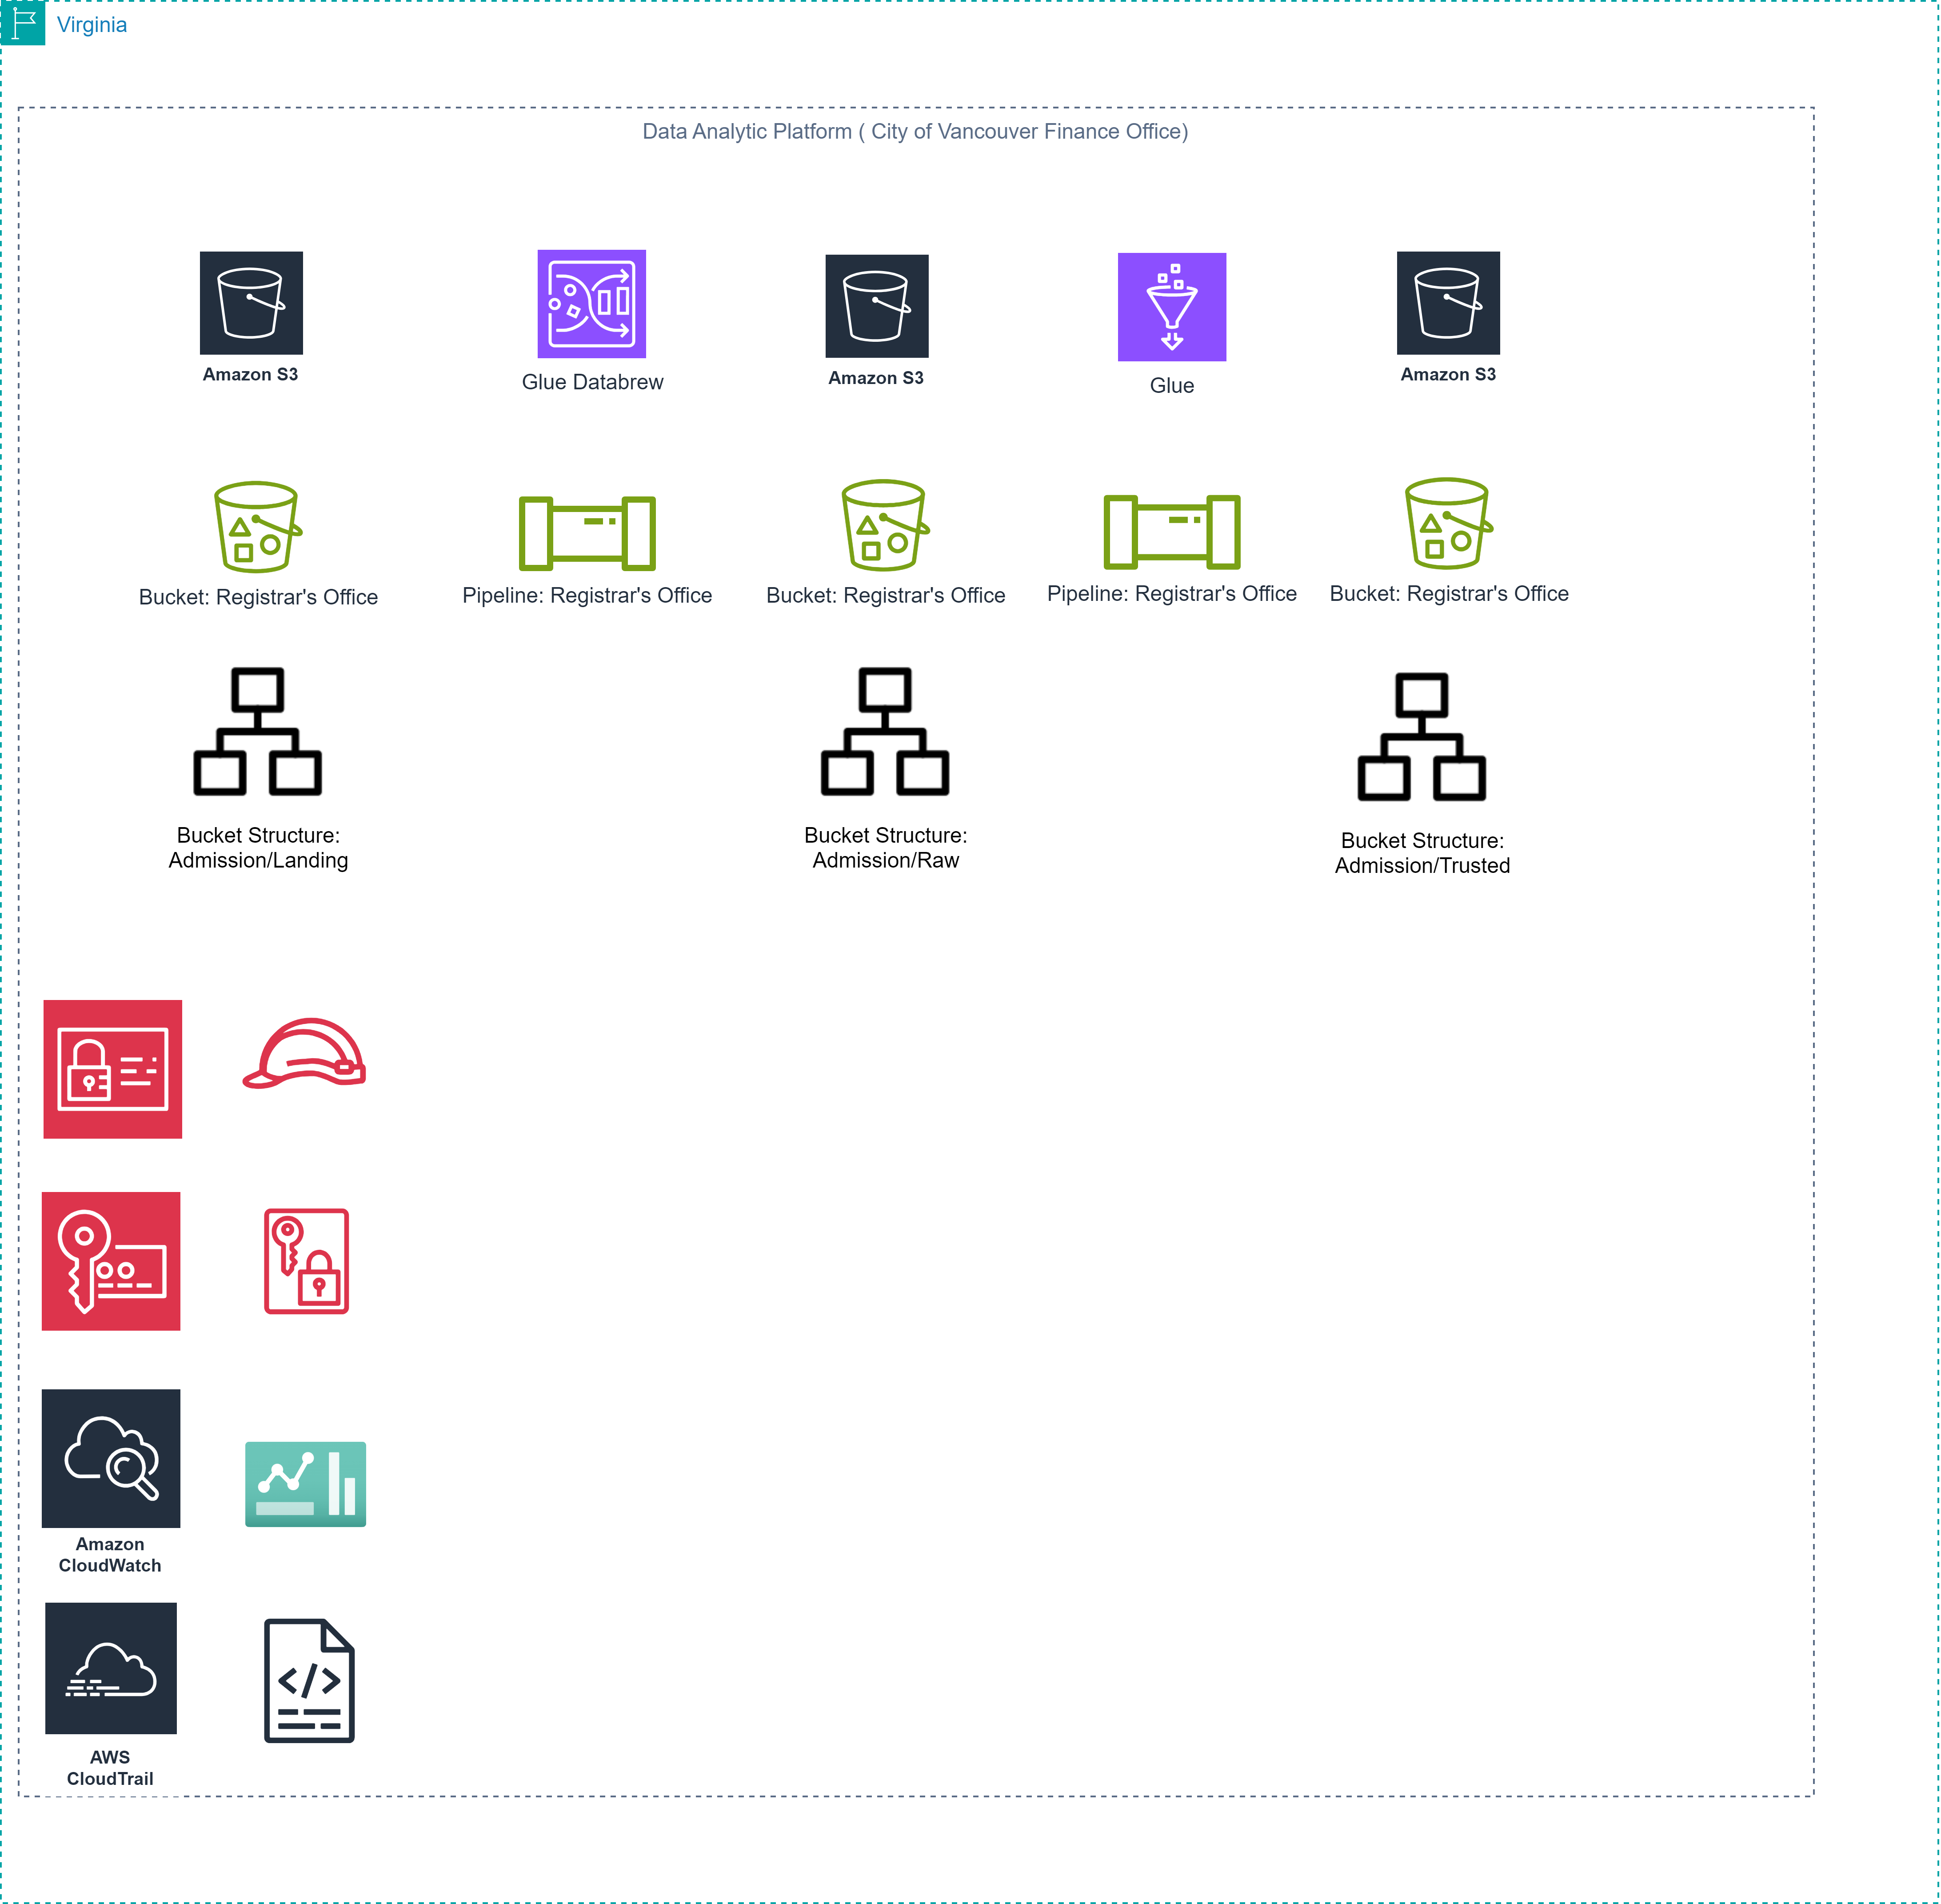 Virginia
Data Analytic Platform ( City of Vancouver Finance Office)
Amazon S3
Glue Databrew
Amazon S3
Glue
Amazon S3
Bucket: Registrar's Office
Pipeline: Registrar's Office
Bucket: Registrar's Office
Pipeline: Registrar's Office
Bucket: Registrar's Office
Bucket Structure:
Admission/Landing
Bucket Structure:
Admission/Raw
Bucket Structure:
Admission/Trusted
Amazon
CloudWatch
AWS
CloudTrail